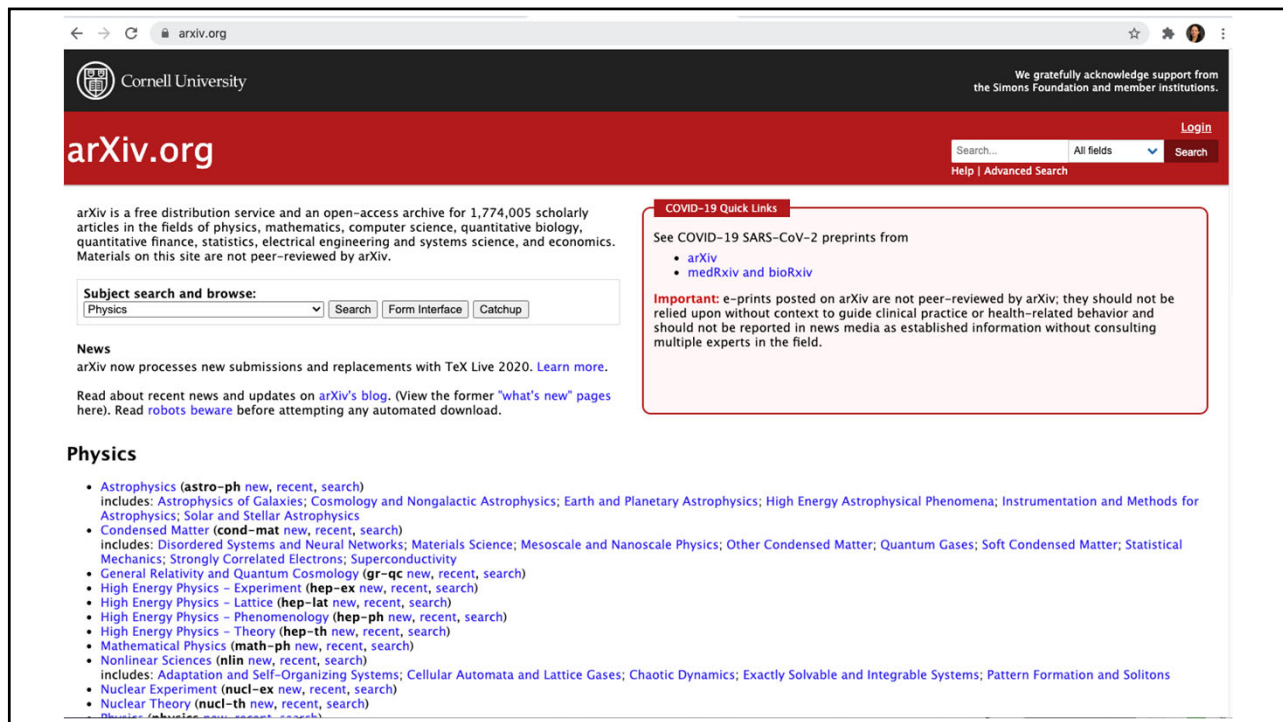 arxiv.org
Cornell University
We gratefully acknowledge support from
the Simons Foundation and member institutions.
Login
arXiv.org
Search...
All fields
Search
Help | Advanced Search
arXiv is a free distribution service and an open-access archive for 1,774,005 scholarly
articles in the fields of physics, mathematics, computer science, quantitative biology,
quantitative finance, statistics, electrical engineering and systems science, and economics.
Materials on this site are not peer-reviewed by arXiv.
Subject search and browse:
Physics
Search
Form Interface
Catchup
News
arXiv now processes new submissions and replacements with TeX Live 2020. Learn more.
Read about recent news and updates on arXiv's blog. (View the former "what's new" pages
here). Read robots beware before attempting any automated download.
COVID-19 Quick Links
See COVID-19 SARS-CoV-2 preprints from
• arXiv
• medRxiv and bioRxiv
Important: e-prints posted on arXiv are not peer-reviewed by arXiv; they should not be
relied upon without context to guide clinical practice or health-related behavior and
should not be reported in news media as established information without consulting
multiple experts in the field.
Physics
• Astrophysics (astro-ph new, recent, search)
includes: Astrophysics of Galaxies; Cosmology and Nongalactic Astrophysics; Earth and Planetary Astrophysics; High Energy Astrophysical Phenomena; Instrumentation and Methods for
Astrophysics; Solar and Stellar Astrophysics
• Condensed Matter (cond-mat new, recent, search)
includes: Disordered Systems and Neural Networks; Materials Science; Mesoscale and Nanoscale Physics; Other Condensed Matter; Quantum Gases; Soft Condensed Matter; Statistical
Mechanics; Strongly Correlated Electrons; Superconductivity
• General Relativity and Quantum Cosmology (gr-qc new, recent, search)
• High Energy Physics – Experiment (hep-ex new, recent, search)
• High Energy Physics – Lattice (hep-lat new, recent, search)
• High Energy Physics – Phenomenology (hep-ph new, recent, search)
• High Energy Physics – Theory (hep-th new, recent, search)
• Mathematical Physics (math-ph new, recent, search)
• Nonlinear Sciences (nlin new, recent, search)
includes: Adaptation and Self-Organizing Systems; Cellular Automata and Lattice Gases; Chaotic Dynamics; Exactly Solvable and Integrable Systems; Pattern Formation and Solitons
• Nuclear Experiment (nucl-ex new, recent, search)
• Nuclear Theory (nucl-th new, recent, search)
• Physics (physics new, recent, search)